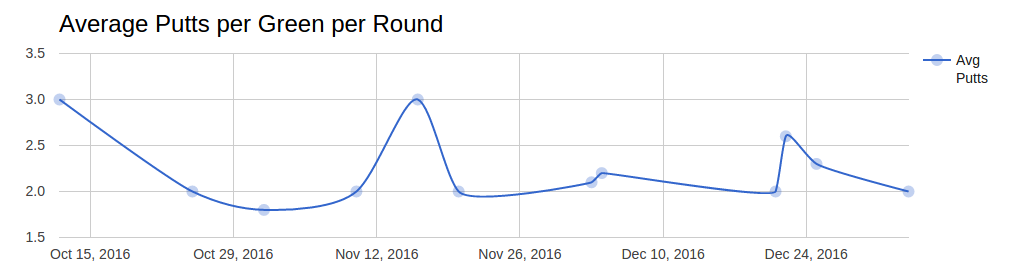 Average Putts per Green per Round
3.5
3.0
2.5
2.0
1.5
Oct 15, 2016
Oct 29, 2016
Nov 12, 2016
Nov 26, 2016
Dec 10, 2016
Dec 24, 2016
Avg
Putts